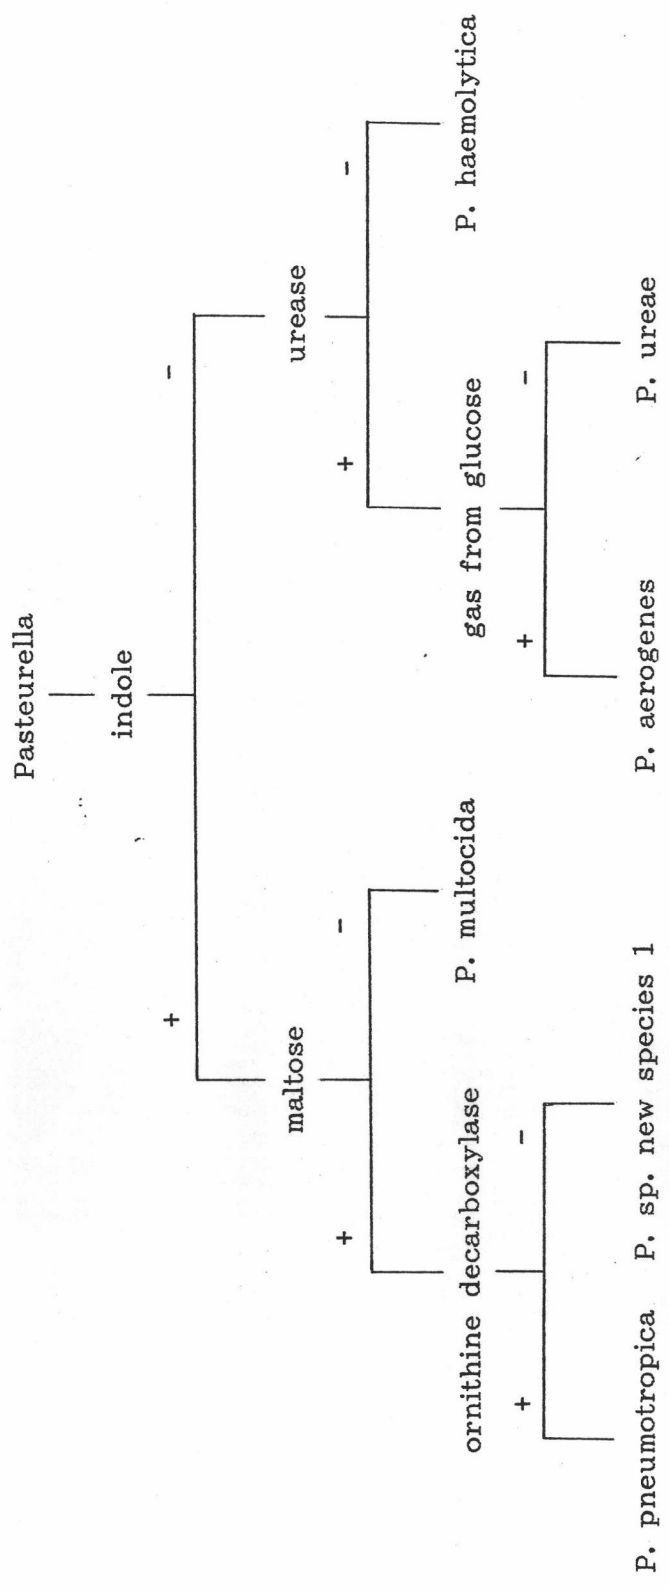 Pasteurella
indole
+ -
maltose urease
+ - + -
ornithine decarboxylase P. multocida gas from glucose P. haemolytica
+ - + -
P. pneumotropica P. sp. new species 1 P. aerogenes P. ureae